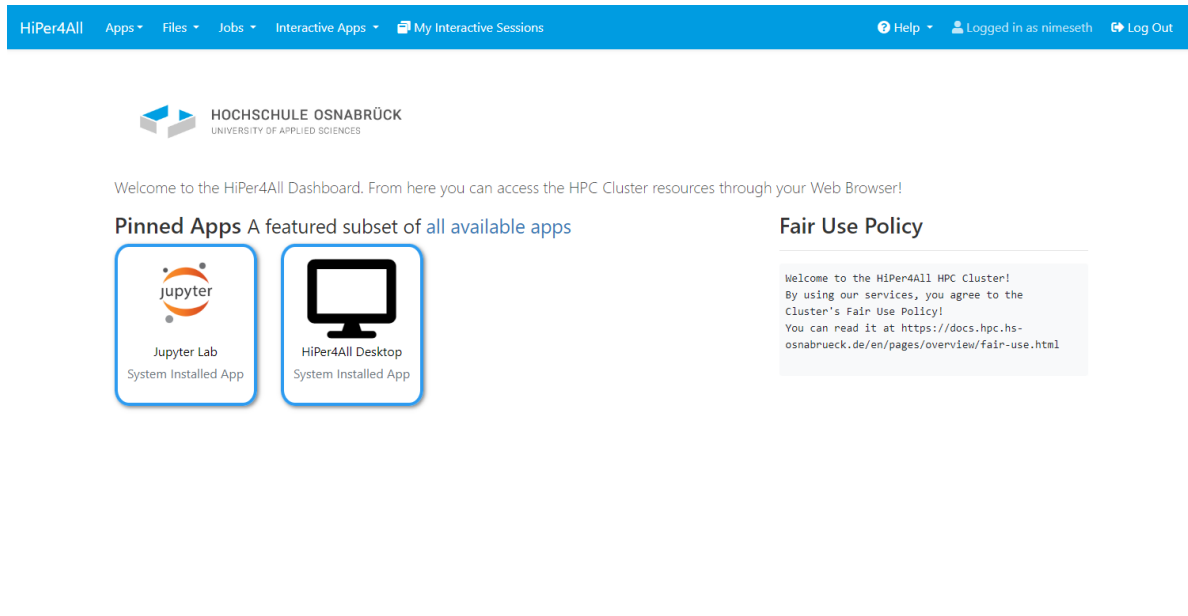 HiPer4All Apps Files Jobs Interactive Apps My Interactive Sessions Help Logged in as nimeseth Log Out
HOCHSCHULE OSNABRÜCK
UNIVERSITY OF APPLIED SCIENCES
Welcome to the HiPer4All Dashboard. From here you can access the HPC Cluster resources through your Web Browser!
Pinned Apps A featured subset of all available apps
jupyter
Jupyter Lab
System Installed App
HiPer4All Desktop
System Installed App
Fair Use Policy
Welcome to the HiPer4All HPC Cluster!
By using our services, you agree to the
Cluster's Fair Use Policy!
You can read it at https://docs.hpc.hs-
osnabrueck.de/en/pages/overview/fair-use.html